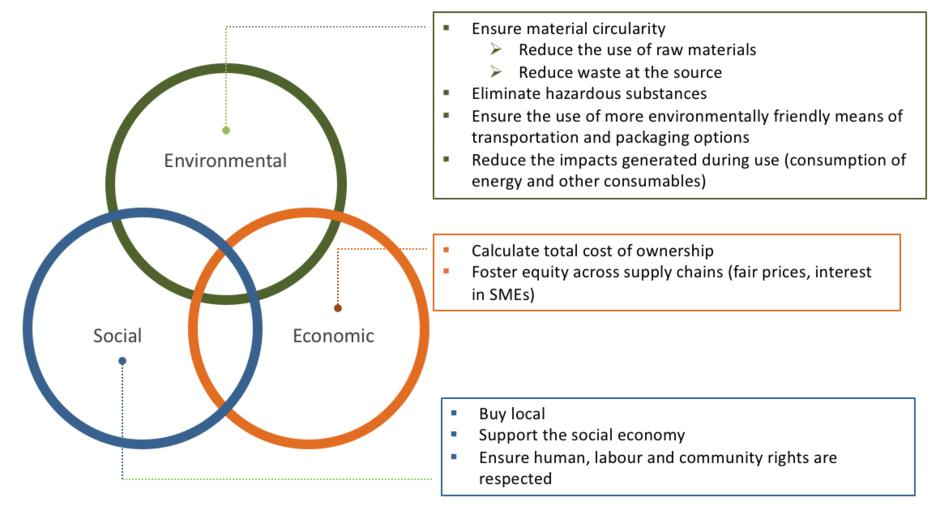 ▪ Ensure material circularity
➢ Reduce the use of raw materials
➢ Reduce waste at the source
▪ Eliminate hazardous substances
▪ Ensure the use of more environmentally friendly means of
transportation and packaging options
▪ Reduce the impacts generated during use (consumption of
energy and other consumables)
Environmental
▪ Calculate total cost of ownership
▪ Foster equity across supply chains (fair prices, interest
in SMEs)
Social
Economic
▪ Buy local
▪ Support the social economy
▪ Ensure human, labour and community rights are
respected